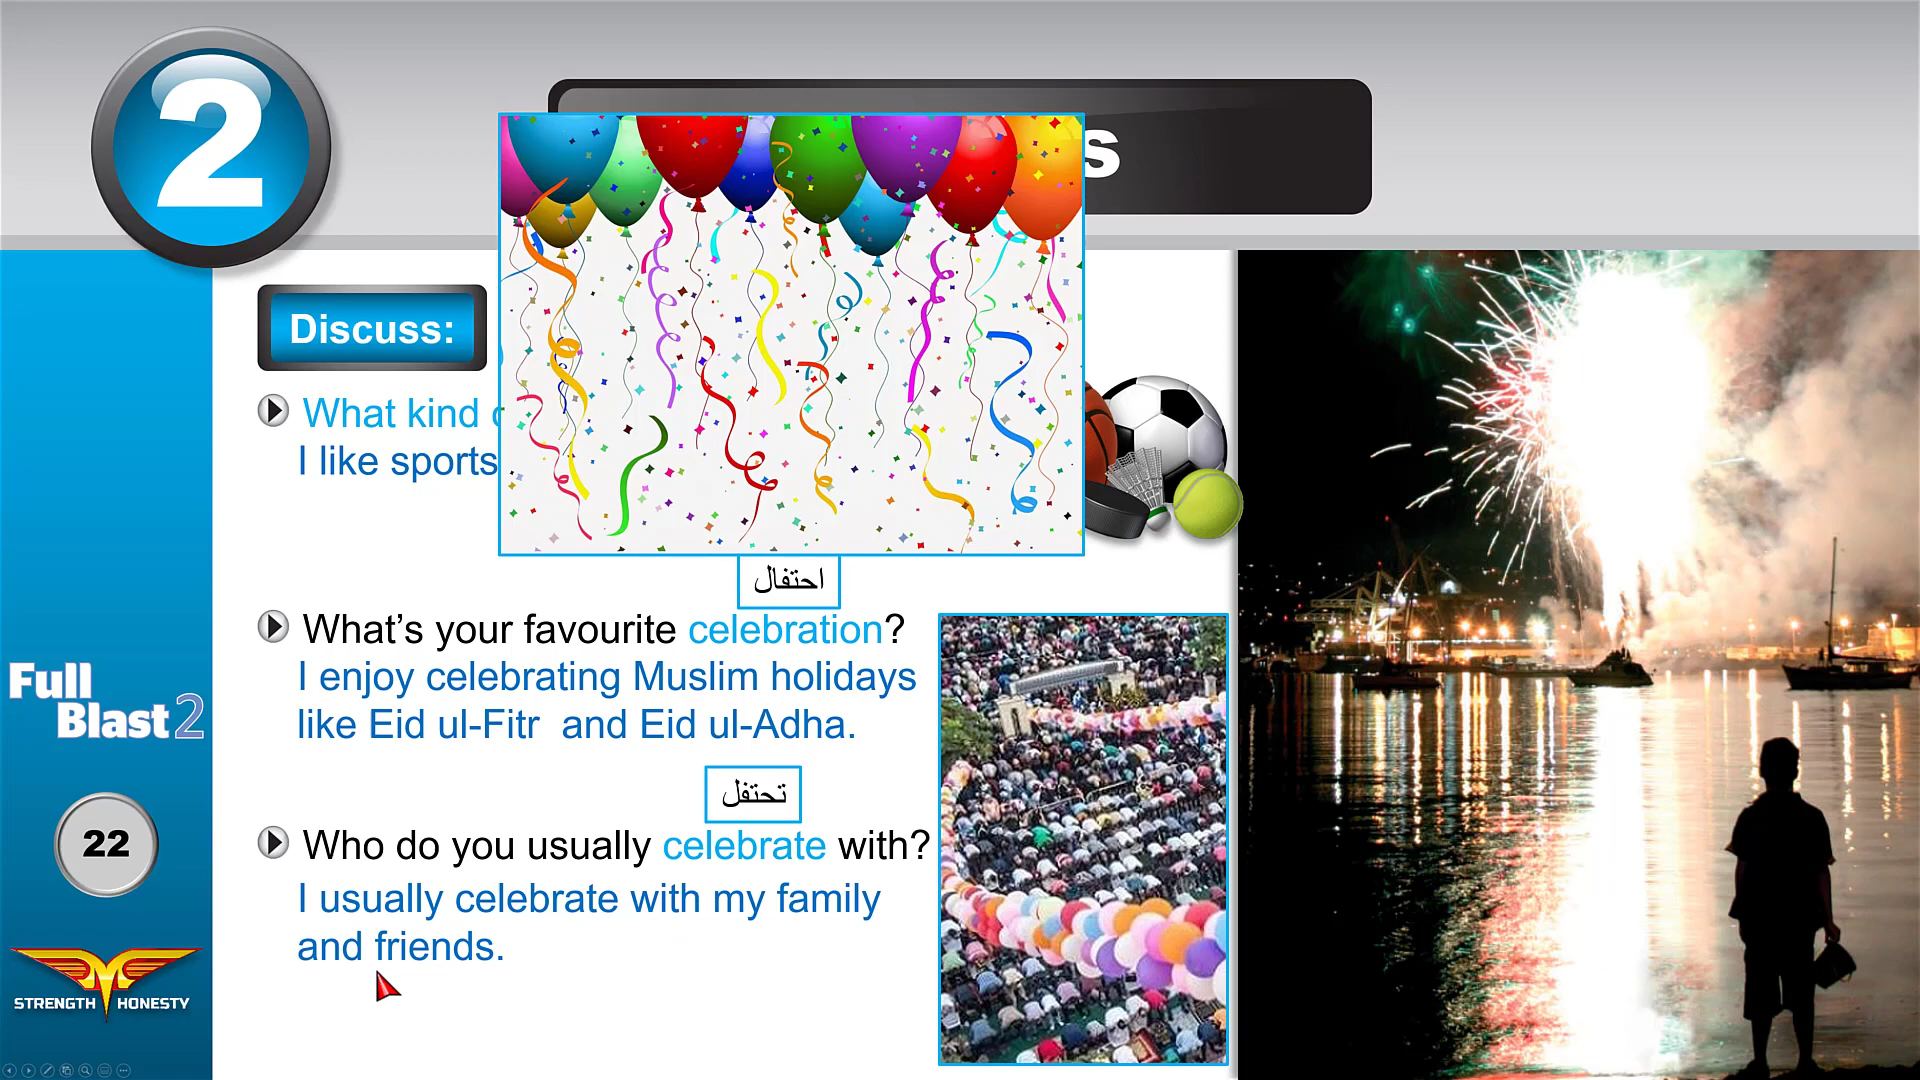 2
s
Discuss:
What kind
I like sports
احتفال
What's your favourite celebration?
I enjoy celebrating Muslim holidays
like Eid ul-Fitr and Eid ul-Adha.
تحتفل
Who do you usually celebrate with?
I usually celebrate with my family
and friends.
Full
Blast 2
22
STRENGTH HONESTY